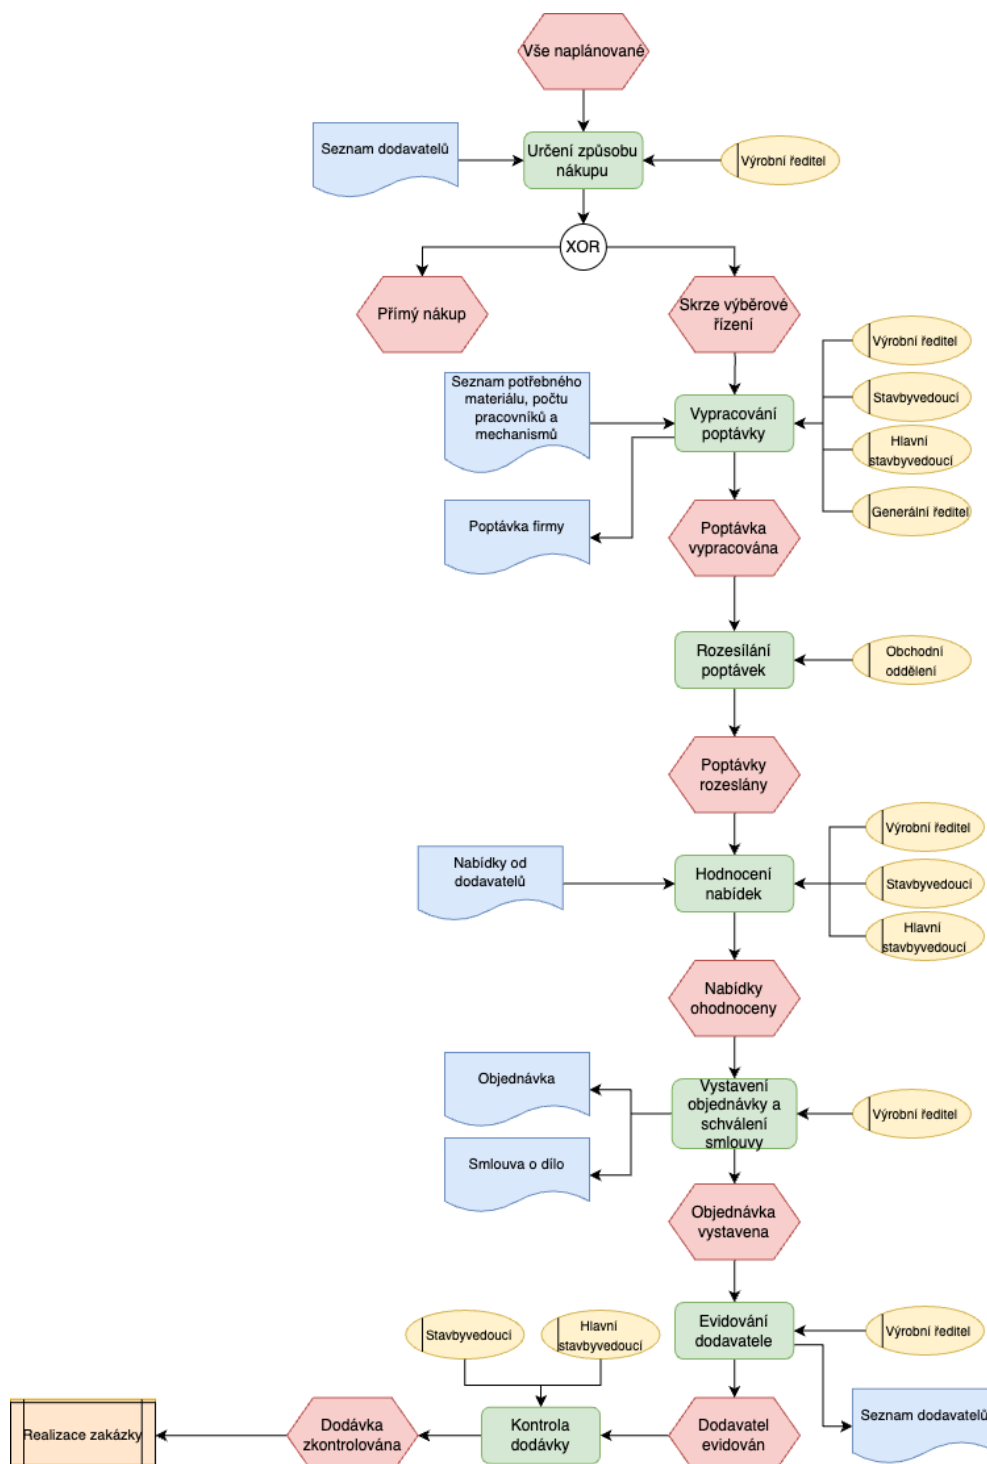 Vše naplánované
Seznam dodavatelů
Určení způsobu
nákupu
Výrobní ředitel
XOR
Přímý nákup
Skrze výběrové
řízení
Výrobní ředitel
Seznam potřebného
materiálu, počtu
pracovníků a
mechanismů
Vypracování
poptávky
Stavbyvedoucí
Hlavní
stavbyvedoucí
Generální ředitel
Poptávka firmy
Poptávka
vypracována
Rozesílání
poptávek
Obchodní
oddělení
Poptávky
rozeslány
Výrobní ředitel
Nabídky od
dodavatelů
Hodnocení
nabídek
Stavbyvedoucí
Hlavní
stavbyvedoucí
Nabídky
ohodnoceny
Objednávka
Vystavení
objednávky a
schválení
smlouvy
Výrobní ředitel
Smlouva o dílo
Objednávka
vystavena
Stavbyvedoucí
Hlavní
stavbyvedoucí
Evidování
dodavatele
Výrobní ředitel
Realizace zakázky
Dodávka
zkontrolována
Kontrola
dodávky
Dodavatel
evidován
Seznam dodavatelů